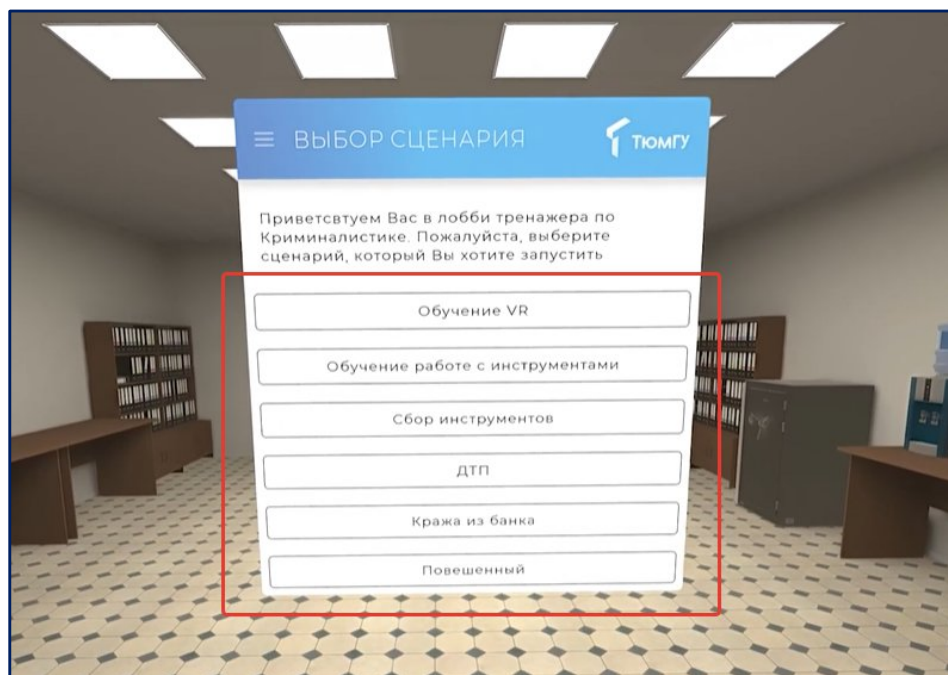 ВЫБОР СЦЕНАРИЯ
ТЮМГУ
Приветсвтуем Вас в лобби тренажера по
Криминалистике. Пожалуйста, выберите
сценарий, который Вы хотите запустить
Обучение VR
Обучение работе с инструментами
Сбор инструментов
ДТП
Кража из банка
Повешенный